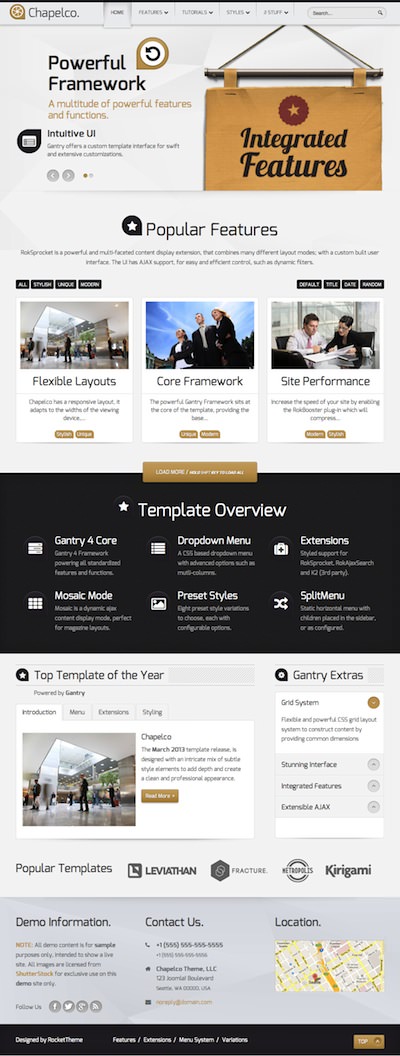 Chapelco.
HOME FEATURES TUTORIALS STYLES 2 STUFF Search...
Powerful
Framework
A multitude of powerful features
and functions.
Intuitive UI
Gantry offers a custom template interface for swift
and extensive customizations.
Integrated
Features
Popular Features
RokSprocket is a powerful and multi-faceted content display extension, that combines many different layout modes; with a custom built user
interface. The UI has AJAX support, for easy and efficient control, such as dynamic filters.
ALL STYLISH UNIQUE MODERN
DEFAULT TITLE DATE RANDOM
Flexible Layouts
Chapelco has a responsive layout, it
adapts to the widths of the viewing
device,...
Stylish Unique
Core Framework
The powerful Gantry Framework sits at
the core of the template, providing the
base...
Unique Modern
Site Performance
Increase the speed of your site by enabling
the RokBooster plug-in which will
compress...
Modern Stylish
LOAD MORE / HOLD SHIFT KEY TO LOAD ALL
Template Overview
Gantry 4 Core
Gantry 4 Framework
powering all standardized
features and functions.
Dropdown Menu
A CSS based dropdown menu
with advanced options such as
mutli-columns.
Extensions
Styled support for
RokSprocket, RokAjaxSearch
and K2 (3rd party).
Mosaic Mode
Mosaic is a dynamic ajax
content display mode, perfect
for magazine layouts.
Preset Styles
Eight preset style variations
to choose, each with
configurable options.
SplitMenu
Static horizontal menu with
children placed in the sidebar,
or as configured.
Top Template of the Year
Powered by Gantry
Introduction Menu Extensions Styling
Chapelco
The March 2013 template release, is
designed with an intricate mix of subtle
style elements to add depth and create
a clean and professional appearance.
Read More >
Gantry Extras
Grid System
Flexible and powerful CSS grid layout
system to construct content by
providing common dimensions
Stunning Interface
Integrated Features
Extensible AJAX
Popular Templates LEVIATHAN FRACTURE. METROPOLIS Kirigami
Demo Information.
NOTE: All demo content is for sample
purposes only, intended to show a live
site. All images are licensed from
ShutterStock for exclusive use on this
demo site only.
Follow Us
Contact Us.
+1 (555) 555-555-5555
+1 (555) 555-555-5556
Chapelco Theme, LLC
123 Joomla! Boulevard
Seattle, WA 00000, USA
noreply@domain.com
Location.
Designed by RocketTheme
Features / Extensions / Menu System / Variations
TOP